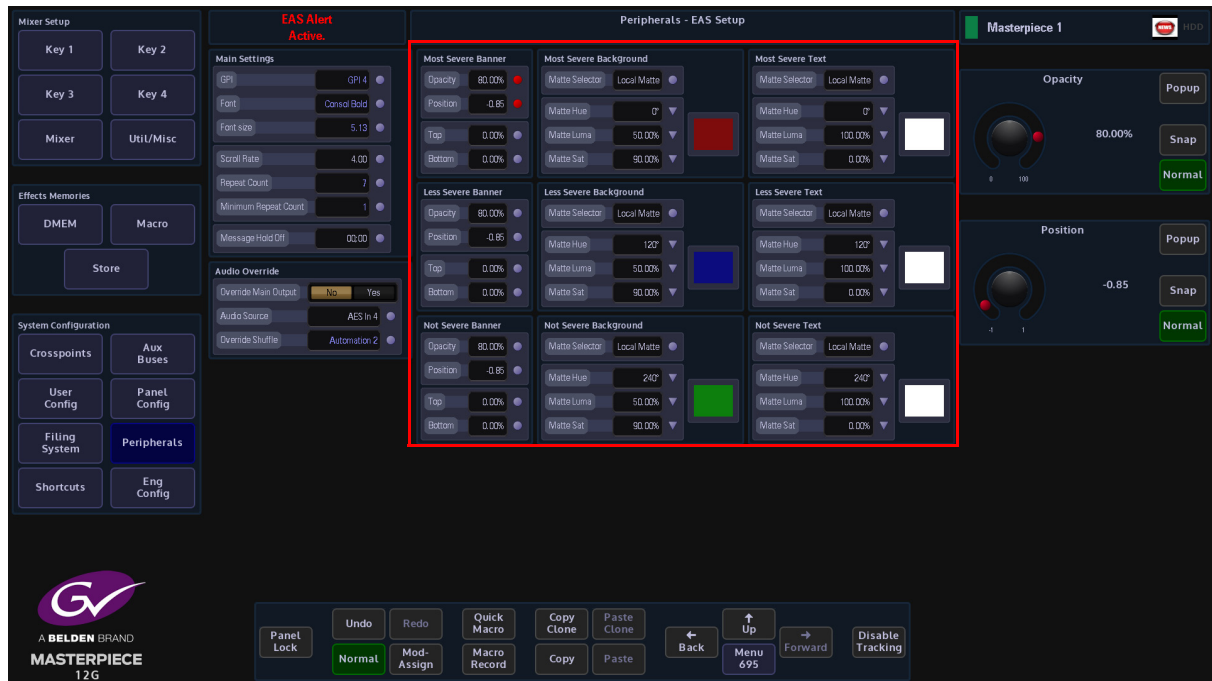 Mixer Setup
Key 1
Key 2
Key 3
Key 4
Mixer
Util/Misc
Effects Memories
DMEM
Macro
Store
System Configuration
Crosspoints
Aux
Buses
User
Config
Panel
Config
Filing
System
Peripherals
Shortcuts
Eng
Config
EAS Alert
Active.
Peripherals - EAS Setup
Main Settings
GPI GPI 4
Font Consol Bold
Font size 5.13
Scroll Rate 4.00
Repeat Count 7
Minimum Repeat Count 1
Message Hold Off 00:00
Audio Override
Override Main Output No Yes
Audio Source AES In 4
Override Shuffle Automation 2
Most Severe Banner
Opacity 80.00%
Position -0.85
Top 0.00%
Bottom 0.00%
Most Severe Background
Matte Selector Local Matte
Matte Hue 0°
Matte Luma 50.00%
Matte Sat 90.00%
Most Severe Text
Matte Selector Local Matte
Matte Hue 0°
Matte Luma 100.00%
Matte Sat 0.00%
Less Severe Banner
Opacity 80.00%
Position -0.85
Top 0.00%
Bottom 0.00%
Less Severe Background
Matte Selector Local Matte
Matte Hue 120°
Matte Luma 50.00%
Matte Sat 90.00%
Less Severe Text
Matte Selector Local Matte
Matte Hue 120°
Matte Luma 100.00%
Matte Sat 0.00%
Not Severe Banner
Opacity 80.00%
Position -0.85
Top 0.00%
Bottom 0.00%
Not Severe Background
Matte Selector Local Matte
Matte Hue 240°
Matte Luma 50.00%
Matte Sat 90.00%
Not Severe Text
Matte Selector Local Matte
Matte Hue 240°
Matte Luma 100.00%
Matte Sat 0.00%
Masterpiece 1
NEWS
HDD
Opacity
Popup
80.00%
Snap
0 100
Normal
Position
Popup
-0.85
Snap
-1 1
Normal
GV
A BELDEN BRAND
MASTERPIECE
12G
Panel
Lock
Undo
Redo
Normal
Mod-
Assign
Quick
Macro
Macro
Record
Copy
Clone
Paste
Clone
Copy
Paste
Back
Up
Menu
695
Forward
Disable
Tracking